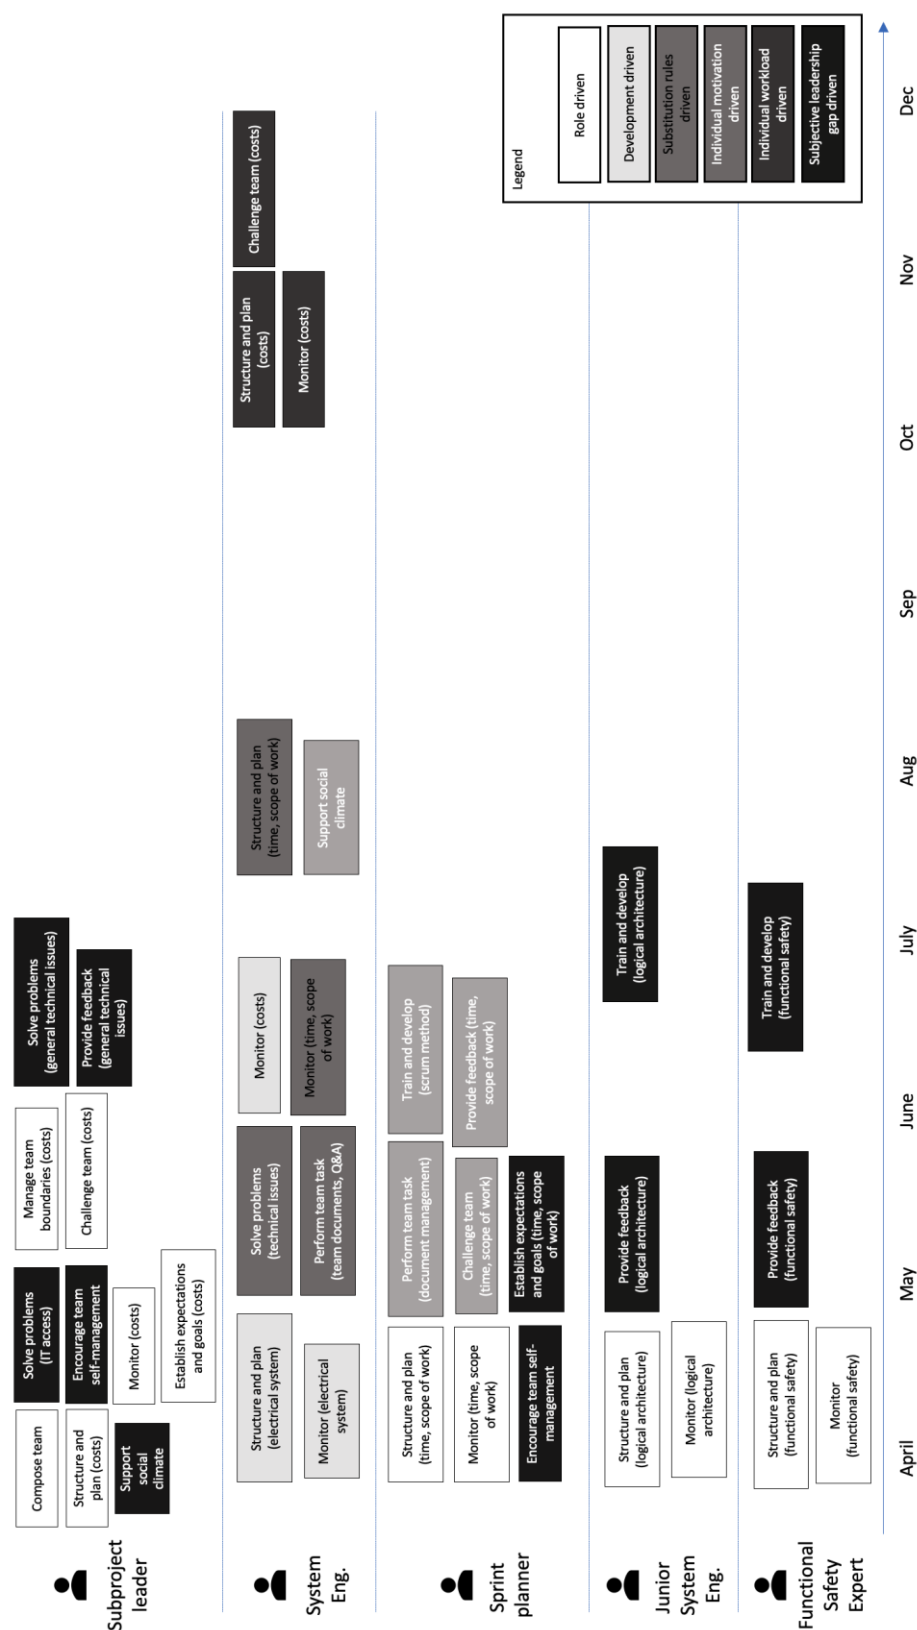 Subproject
leader
Compose team
Structure and
plan (costs)
Support
social
climate
Solve problems
(IT access)
Encourage team
self-management
Monitor (costs)
Establish expectations
and goals (costs)
Manage team
boundaries (costs)
Challenge team (costs)
Solve problems
(general technical issues)
Provide feedback
(general technical
issues)
System
Eng.
Structure and plan
(electrical system)
Monitor (electrical
system)
Solve problems
(technical issues)
Perform team task
(team documents, Q&A)
Monitor (costs)
Monitor (time, scope
of work)
Structure and plan
(time, scope of work)
Support social
climate
Structure and plan
(costs)
Monitor (costs)
Challenge team (costs)
Sprint
planner
Structure and plan
(time, scope of work)
Monitor (time, scope
of work)
Encourage team self-
management
Perform team task
(document management)
Challenge team
(time, scope of work)
Establish expectations
and goals (time, scope
of work)
Train and develop
(scrum method)
Provide feedback (time,
scope of work)
Junior
System Eng.
Structure and plan
(logical architecture)
Monitor (logical
architecture)
Provide feedback
(logical architecture)
Train and develop
(logical architecture)
Functional
Safety
Expert
Structure and plan
(functional safety)
Monitor
(functional safety)
Provide feedback
(functional safety)
Train and develop
(functional safety)
Legend
Role driven
Development driven
Substitution rules
driven
Individual motivation
driven
Individual workload
driven
Subjective leadership
gap driven
April
May
June
July
Aug
Sep
Oct
Nov
Dec